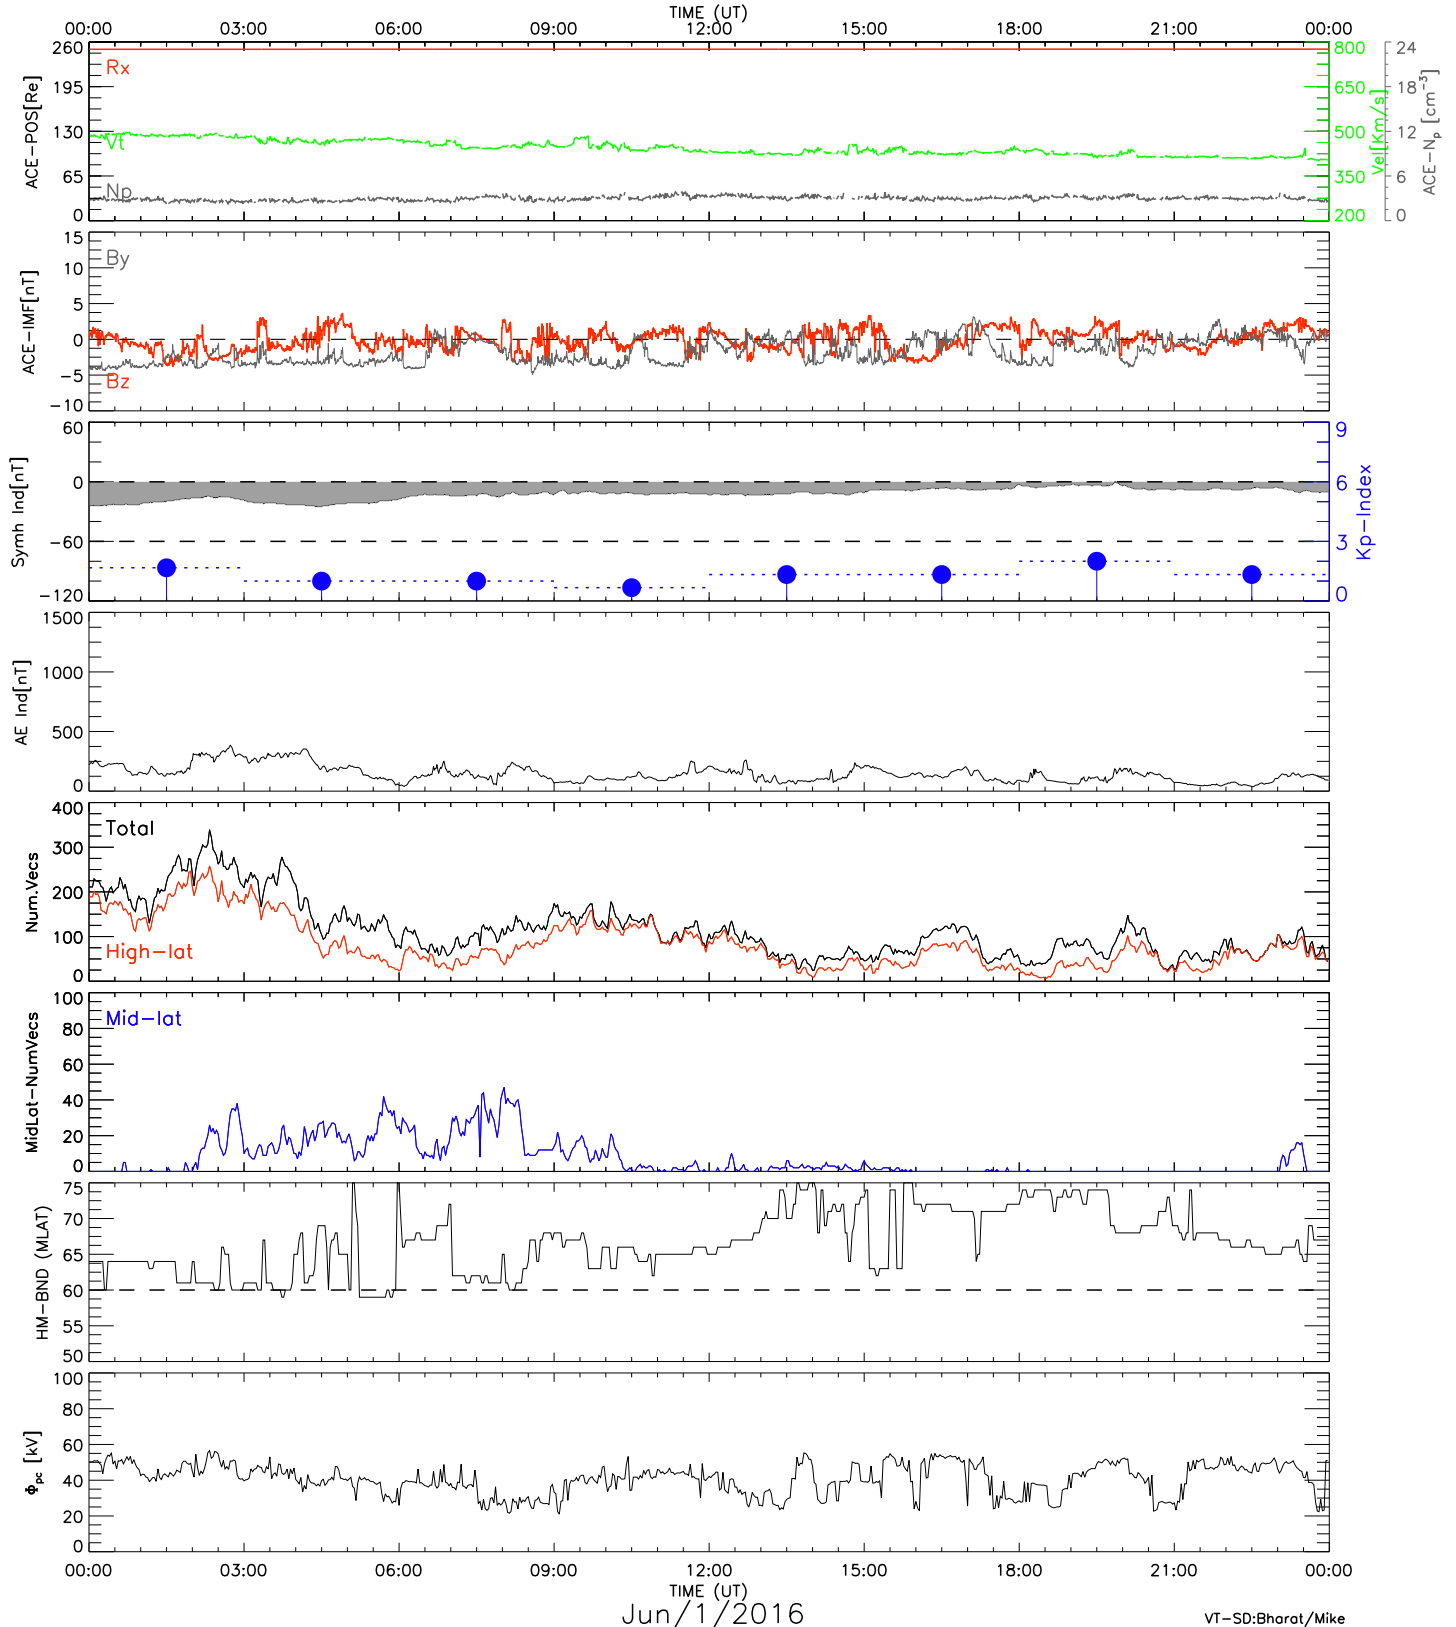 TIME (UT)
00:00 03:00 06:00 09:00 12:00 15:00 18:00 21:00 00:00
ACE-POS[Re]
260
195
130
65
0
Rx
Vt
Np
800
650
500
350
200
Vel[Km/s]
24
18
12
6
0
ACE-Np [cm⁻³]
ACE-IMF[nT]
15
10
5
0
-5
-10
By
Bz
Symh Ind[nT]
60
0
-60
-120
9
6
3
0
Kp-Index
AE Ind[nT]
1500
1000
500
0
Num.Vecs
400
300
200
100
0
Total
High-lat
MidLat-NumVecs
100
80
60
40
20
0
Mid-lat
HM-BND (MLAT)
75
70
65
60
55
50
Φpc [kV]
100
80
60
40
20
0
00:00 03:00 06:00 09:00 12:00 15:00 18:00 21:00 00:00
TIME (UT)
Jun/1/2016
VT-SD:Bharat/Mike